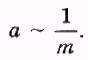 a ~ 1/m.